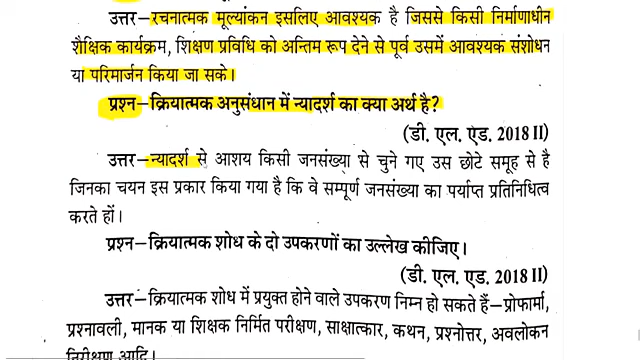 उत्तर–रचनात्मक मूल्यांकन इसलिए आवश्यक है जिससे किसी निर्माणाधीन
शैक्षिक कार्यक्रम, शिक्षण प्रविधि को अन्तिम रूप देने से पूर्व उसमें आवश्यक संशोधन
या परिमार्जन किया जा सके।
प्रश्न–क्रियात्मक अनुसंधान में न्यादर्श का क्या अर्थ है?
(डी. एल. एड. 2018 II)
उत्तर–न्यादर्श से आशय किसी जनसंख्या से चुने गए उस छोटे समूह से है
जिनका चयन इस प्रकार किया गया है कि वे सम्पूर्ण जनसंख्या का पर्याप्त प्रतिनिधित्व
करते हों।
प्रश्न–क्रियात्मक शोध के दो उपकरणों का उल्लेख कीजिए।
(डी. एल. एड. 2018 II)
उत्तर–क्रियात्मक शोध में प्रयुक्त होने वाले उपकरण निम्न हो सकते हैं–प्रोफार्मा,
प्रश्नावली, मानक या शिक्षक निर्मित परीक्षण, साक्षात्कार, कथन, प्रश्नोत्तर, अवलोकन
निरीक्षण आदि।